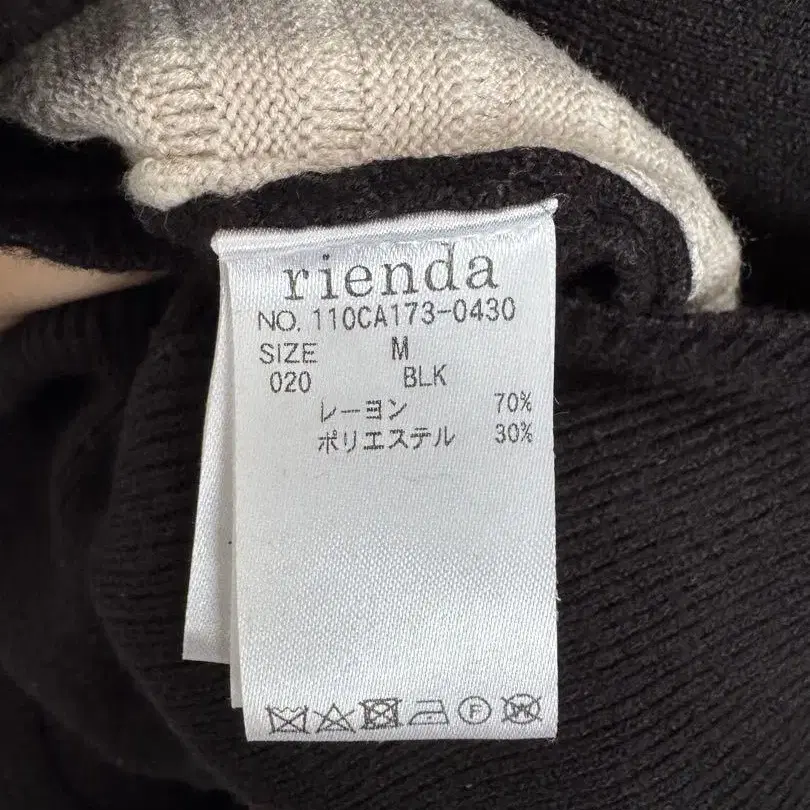 rienda
NO. 110CA173-0430
SIZE M
020 BLK
レーヨン 70%
ポリエステル 30%
F
W